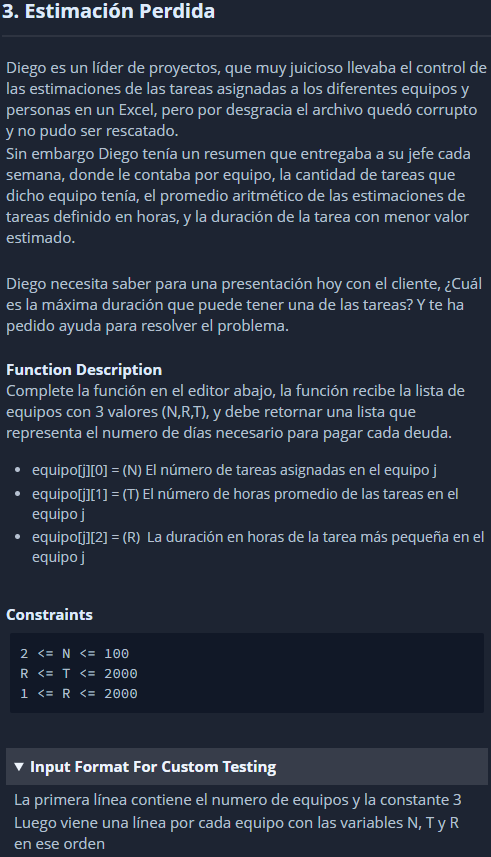 3. Estimación Perdida
Diego es un líder de proyectos, que muy juicioso llevaba el control de
las estimaciones de las tareas asignadas a los diferentes equipos y
personas en un Excel, pero por desgracia el archivo quedó corrupto
y no pudo ser rescatado.
Sin embargo Diego tenía un resumen que entregaba a su jefe cada
semana, donde le contaba por equipo, la cantidad de tareas que
dicho equipo tenía, el promedio aritmético de las estimaciones de
tareas definido en horas, y la duración de la tarea con menor valor
estimado.
Diego necesita saber para una presentación hoy con el cliente, ¿Cuál
es la máxima duración que puede tener una de las tareas? Y te ha
pedido ayuda para resolver el problema.
Function Description
Complete la función en el editor abajo, la función recibe la lista de
equipos con 3 valores (N,R,T), y debe retornar una lista que
representa el numero de días necesario para pagar cada deuda.
• equipo[j][0] = (N) El número de tareas asignadas en el equipo j
• equipo[j][1] = (T) El número de horas promedio de las tareas en el
equipo j
• equipo[j][2] = (R) La duración en horas de la tarea más pequeña en el
equipo j
Constraints
2 <= N <= 100
R <= T <= 2000
1 <= R <= 2000
▼ Input Format For Custom Testing
La primera línea contiene el numero de equipos y la constante 3
Luego viene una línea por cada equipo con las variables N, T y R
en ese orden